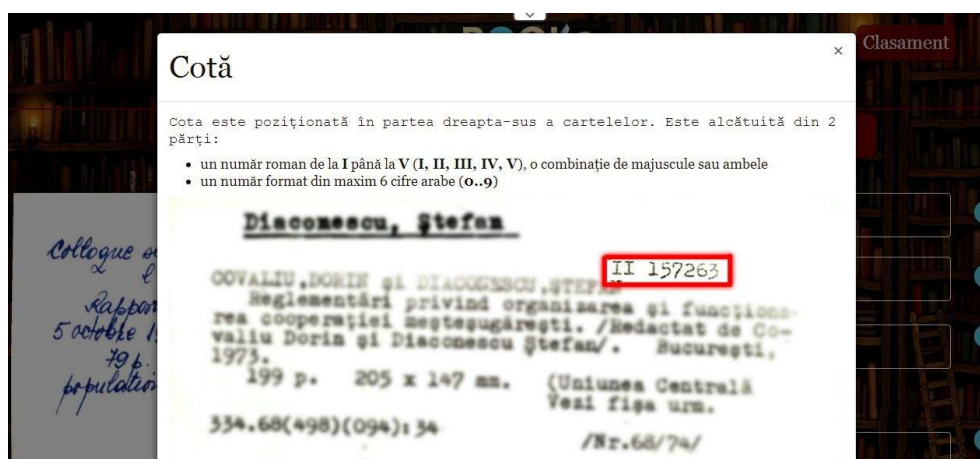 Clasament
×
Cotă
Cota este poziționată în partea dreapta-sus a cartelelor. Este alcătuită din 2
părți:
un număr roman de la I până la V (I, II, III, IV, V), o combinație de majuscule sau ambele
un număr format din maxim 6 cifre arabe (0..9)
Diaconescu, Ştefan
II 157263
COVALIU,DORIN şi DIACONESCU,ŞTEFAN
Reglementări privind organizarea şi funcţiona-
rea cooperaţiei meşteşugăreşti. /Redactat de Co-
valiu Dorin şi Diaconescu Ştefan/. Bucureşti,
1973.
199 p. 205 x 147 mm. (Uniunea Centrală
Vezi fişa urm.
334.68(498)(094):34
/Nr.68/74/
Colloque
Rappor
5 octobre
79 p.
population